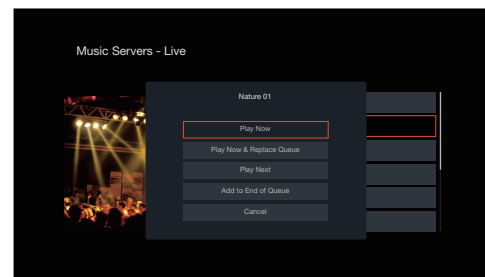 Music Servers - Live
Nature 01
Play Now
Play Now & Replace Queue
Play Next
Add to End of Queue
Cancel